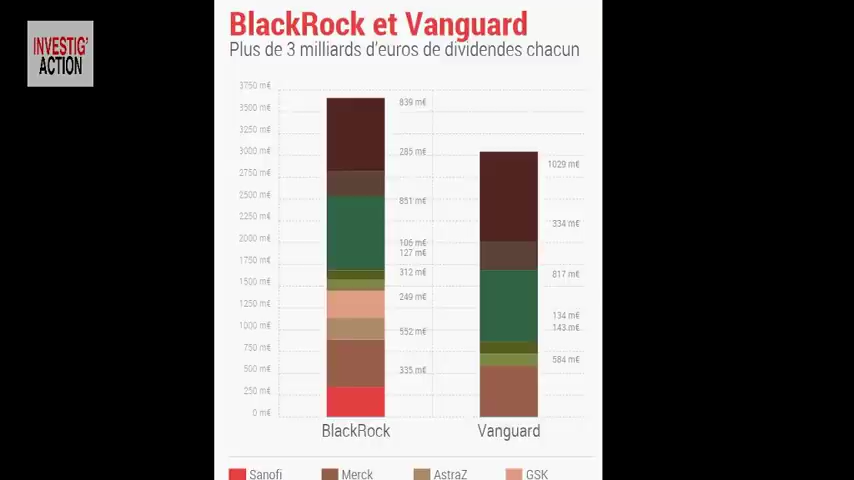 INVESTIG'
ACTION
BlackRock et Vanguard
Plus de 3 milliards d'euros de dividendes chacun
3750 m€
3500 m€
3250 m€
3000 m€
2750 m€
2500 m€
2250 m€
2000 m€
1750 m€
1500 m€
1250 m€
1000 m€
750 m€
500 m€
250 m€
0 m€
839 m€
285 m€
851 m€
106 m€
127 m€
312 m€
249 m€
552 m€
335 m€
1029 m€
334 m€
817 m€
134 m€
143 m€
584 m€
BlackRock Vanguard
Sanofi Merck AstraZ GSK